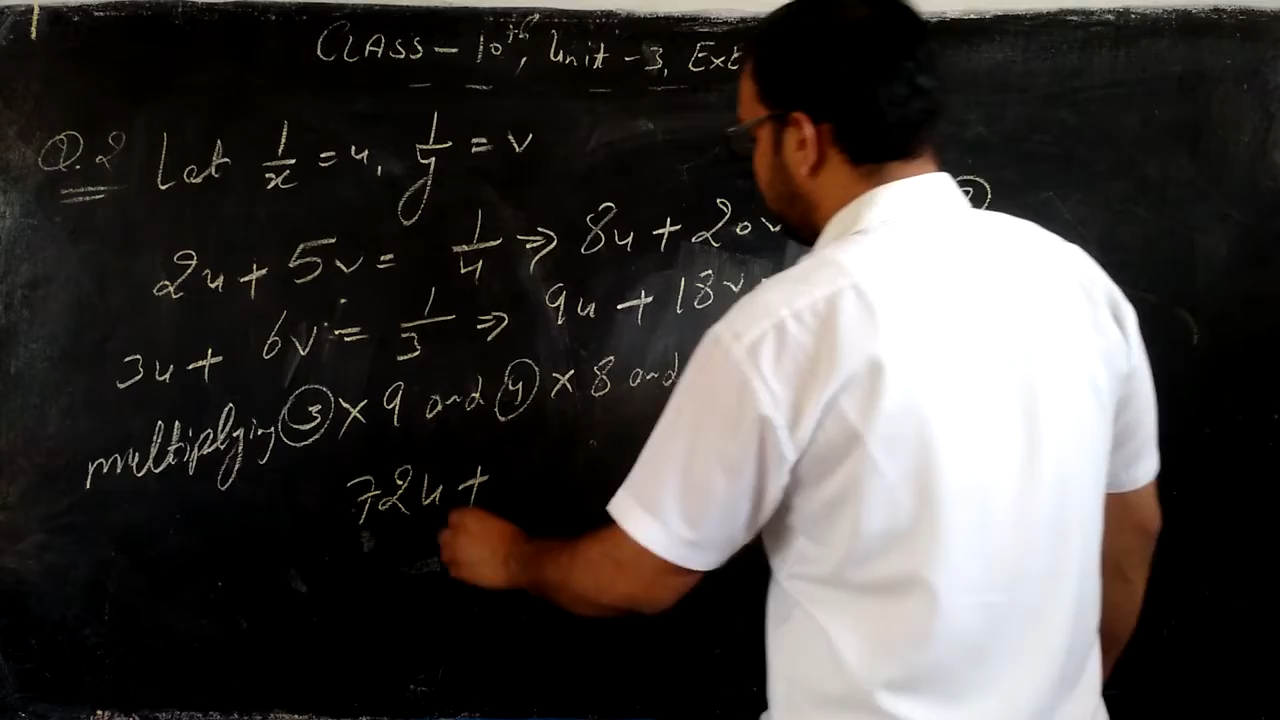 CLASS - 10th, Unit - 3, EXE
Q.2 Let 1/x = u, 1/y = v
2u + 5v = 1/4 ⇒ 8u + 20v
3u + 6v = 1/3 ⇒ 9u + 18v
multiplying ③ × 9 and ④ × 8 and
72u +